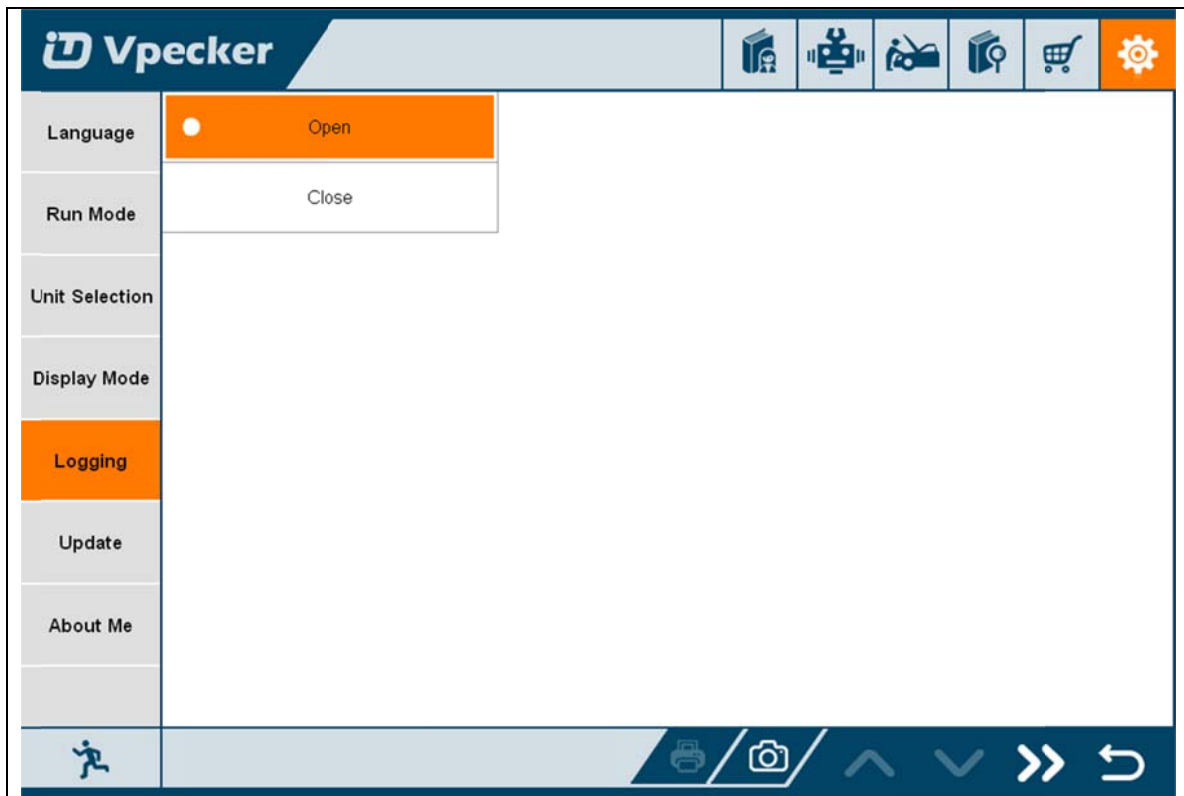 Vpecker
Language
Open
Close
Run Mode
Unit Selection
Display Mode
Logging
Update
About Me